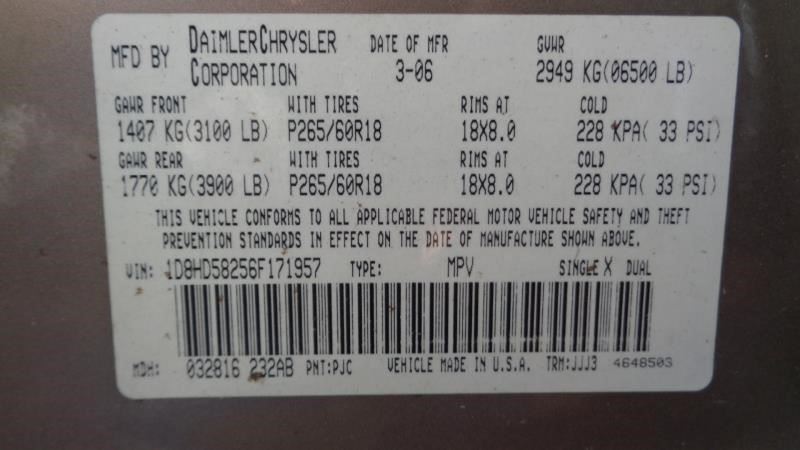 MFD BY DAIMLERCHRYSLER CORPORATION DATE OF MFR 3-06 GVWR 2949 KG(06500 LB)
GAWR FRONT WITH TIRES RIMS AT COLD
1407 KG(3100 LB) P265/60R18 18X8.0 228 KPA( 33 PSI)
GAWR REAR WITH TIRES RIMS AT COLD
1770 KG(3900 LB) P265/60R18 18X8.0 228 KPA( 33 PSI)
THIS VEHICLE CONFORMS TO ALL APPLICABLE FEDERAL MOTOR VEHICLE SAFETY AND THEFT
PREVENTION STANDARDS IN EFFECT ON THE DATE OF MANUFACTURE SHOWN ABOVE.
VIN: 1D8HD58256F171957 TYPE: MPV SINGLE X DUAL
MDH: 032816 232AB PNT:PJC VEHICLE MADE IN U.S.A. TRM:JJJ3 4648503